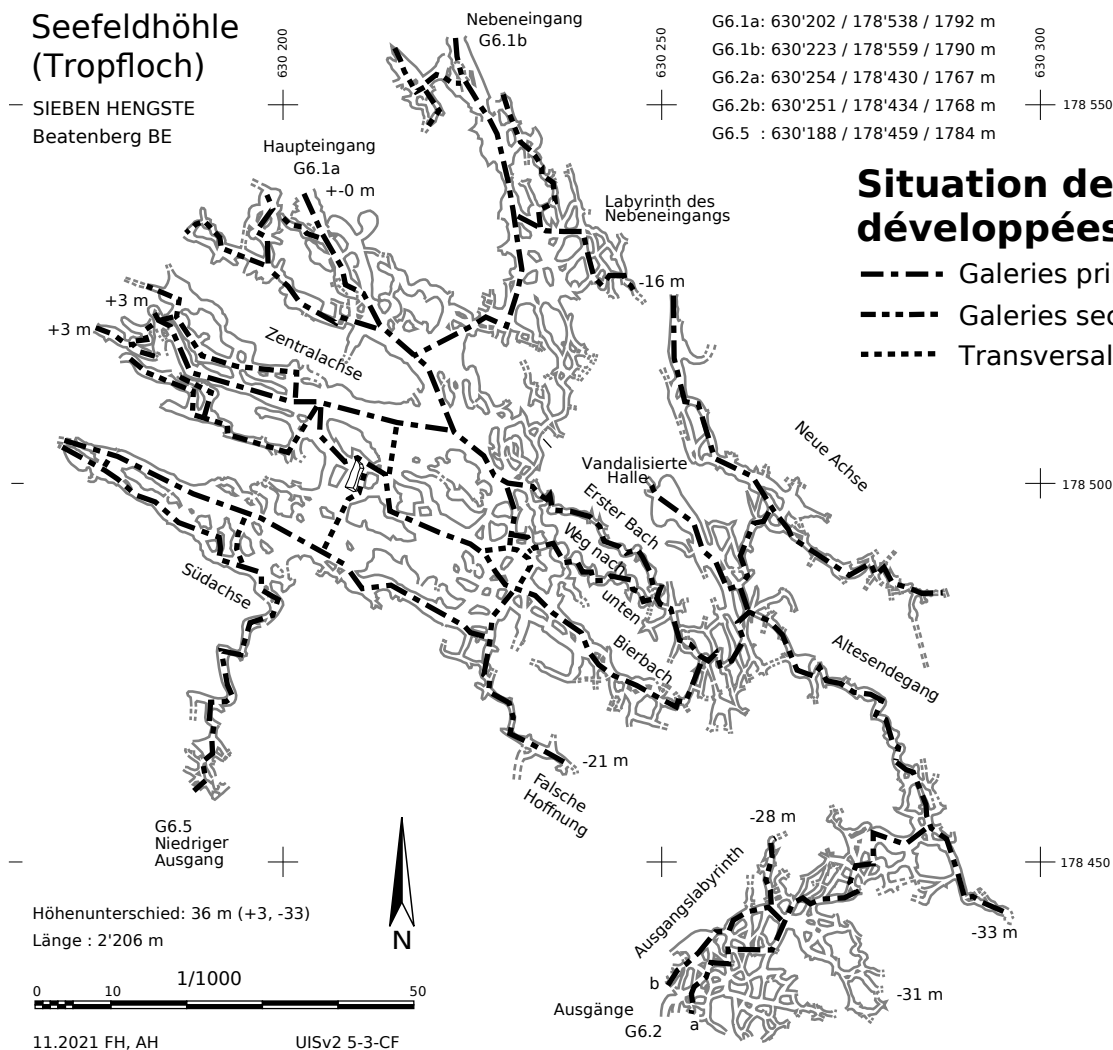 Seefeldhöhle
(Tropfloch)
SIEBEN HENGSTE
Beatenberg BE
Nebeneingang
G6.1b
630 200
630 250
630 300
G6.1a: 630'202 / 178'538 / 1792 m
G6.1b: 630'223 / 178'559 / 1790 m
G6.2a: 630'254 / 178'430 / 1767 m
G6.2b: 630'251 / 178'434 / 1768 m
G6.5 : 630'188 / 178'459 / 1784 m
178 550
Haupteingang
G6.1a
+-0 m
Labyrinth des
Nebeneingangs
Situation de
développées
Galeries pri
Galeries sec
Transversal
-16 m
+3 m
+3 m
Zentralachse
Neue Achse
Vandalisierte
Halle
178 500
Erster Bach
Weg nach
unten
Bierbach
Südachse
Altesendegang
-21 m
Falsche
Hoffnung
G6.5
Niedriger
Ausgang
-28 m
178 450
Ausgangslabyrinth
-33 m
-31 m
b
Ausgänge
G6.2
a
Höhenunterschied: 36 m (+3, -33)
Länge : 2'206 m
N
1/1000
0 10 50
11.2021 FH, AH UISv2 5-3-CF